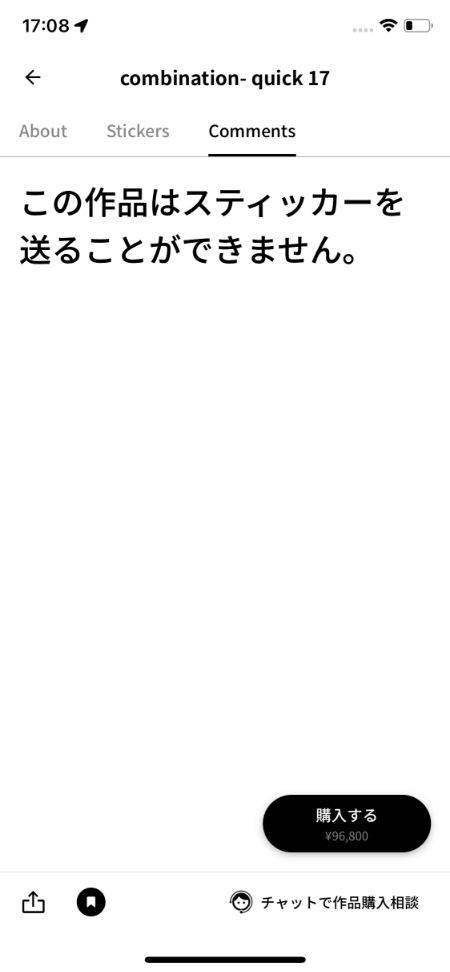 17:08
combination- quick 17
About
Stickers
Comments
この作品はスティッカーを
送ることができません。
購入する
¥96,800
チャットで作品購入相談